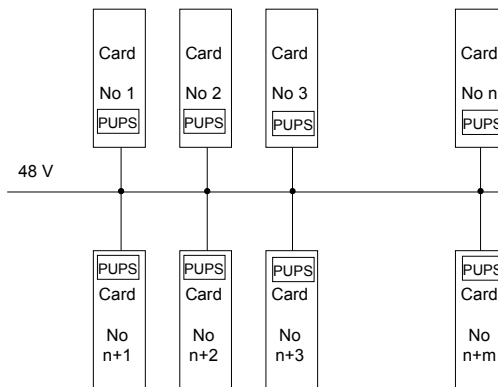 Card Card Card Card
No 1 No 2 No 3 No n
PUPS PUPS PUPS PUPS
48 V
PUPS PUPS PUPS PUPS
Card Card Card Card
No No No No
n+1 n+2 n+3 n+m